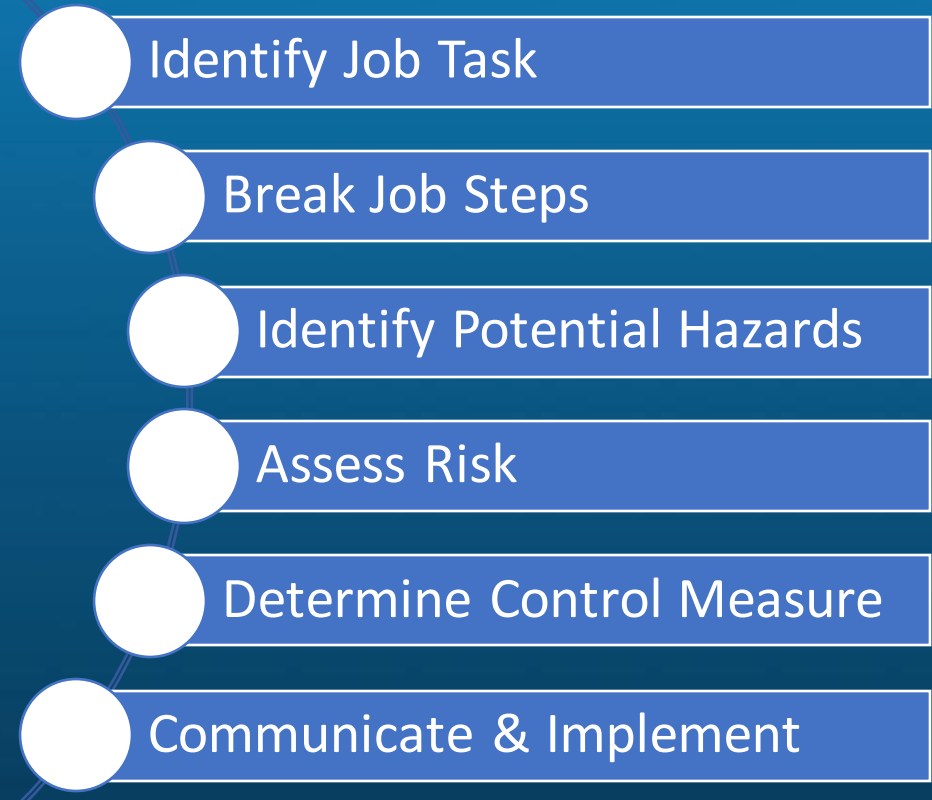 Identify Job Task
Break Job Steps
Identify Potential Hazards
Assess Risk
Determine Control Measure
Communicate & Implement